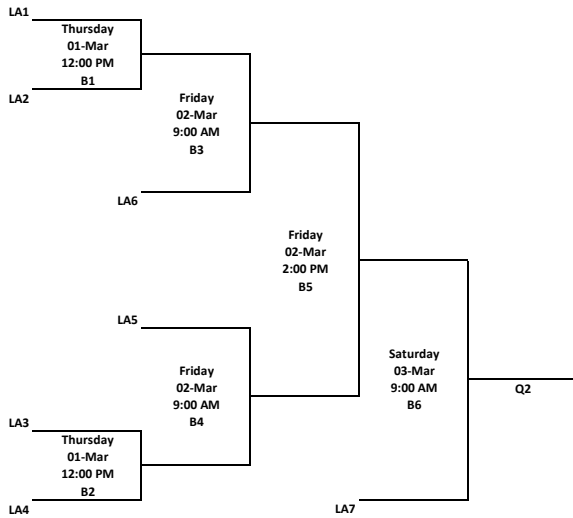 LA1
Thursday
01-Mar
12:00 PM
B1
LA2
Friday
02-Mar
9:00 AM
B3
LA6
Friday
02-Mar
2:00 PM
B5
LA5
Friday
02-Mar
9:00 AM
B4
Saturday
03-Mar
9:00 AM
B6
Q2
LA3
Thursday
01-Mar
12:00 PM
B2
LA4
LA7